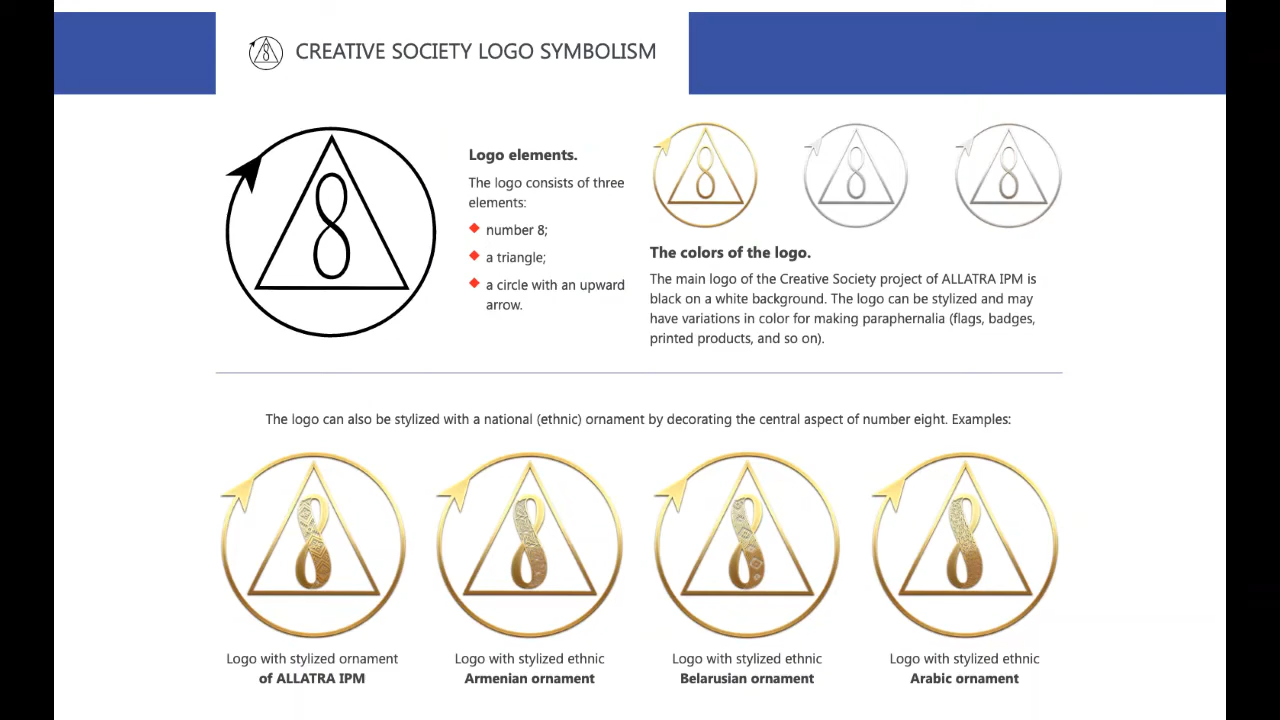 CREATIVE SOCIETY LOGO SYMBOLISM
Logo elements.
The logo consists of three
elements:
number 8;
a triangle;
a circle with an upward
arrow.
The colors of the logo.
The main logo of the Creative Society project of ALLATRA IPM is
black on a white background. The logo can be stylized and may
have variations in color for making paraphernalia (flags, badges,
printed products, and so on).
The logo can also be stylized with a national (ethnic) ornament by decorating the central aspect of number eight. Examples:
Logo with stylized ornament
of ALLATRA IPM
Logo with stylized ethnic
Armenian ornament
Logo with stylized ethnic
Belarusian ornament
Logo with stylized ethnic
Arabic ornament